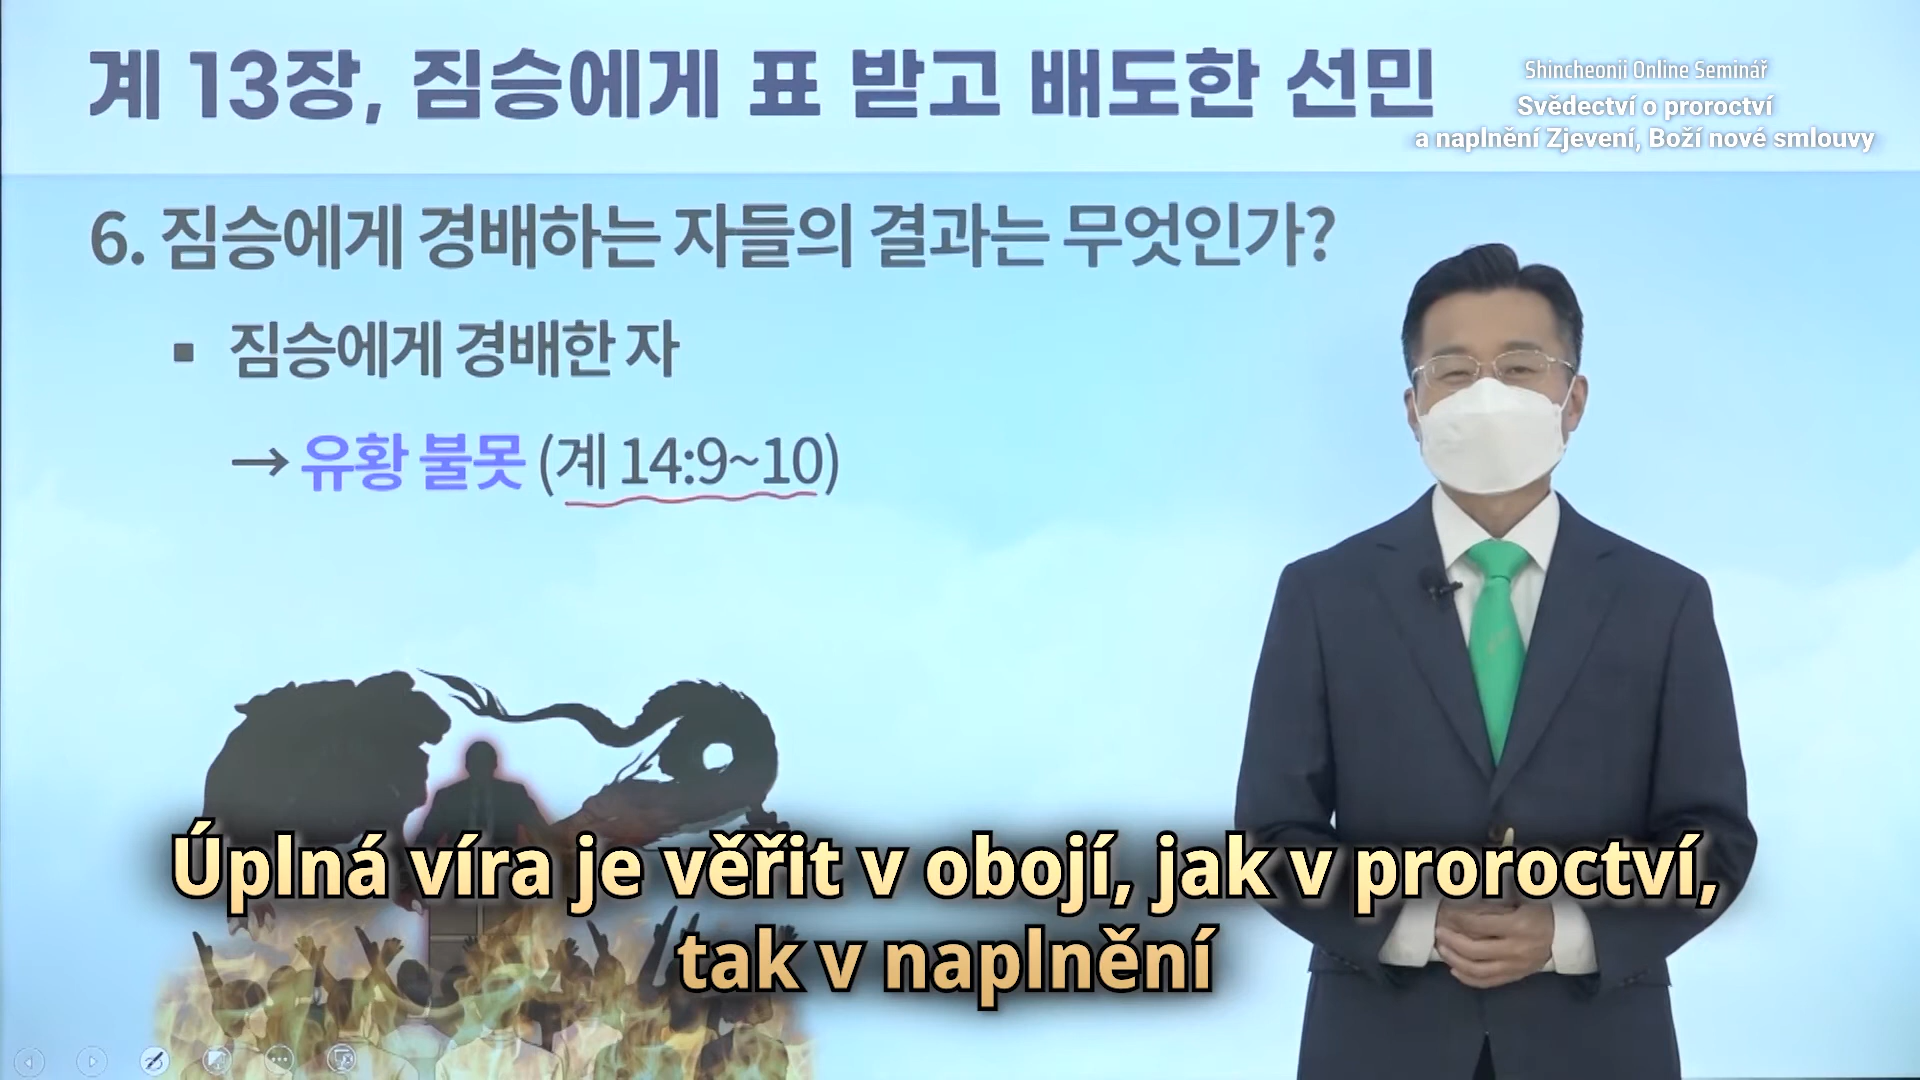 계 13장, 짐승에게 표 받고 배도한 선민
Shincheonji Online Seminář
Svědectví o proroctví
a naplnění Zjevení, Boží nové smlouvy
6. 짐승에게 경배하는 자들의 결과는 무엇인가?
▪ 짐승에게 경배한 자
→ 유황 불못 (계 14:9~10)
Úplná víra je věřit v obojí, jak v proroctví,
tak v naplnění